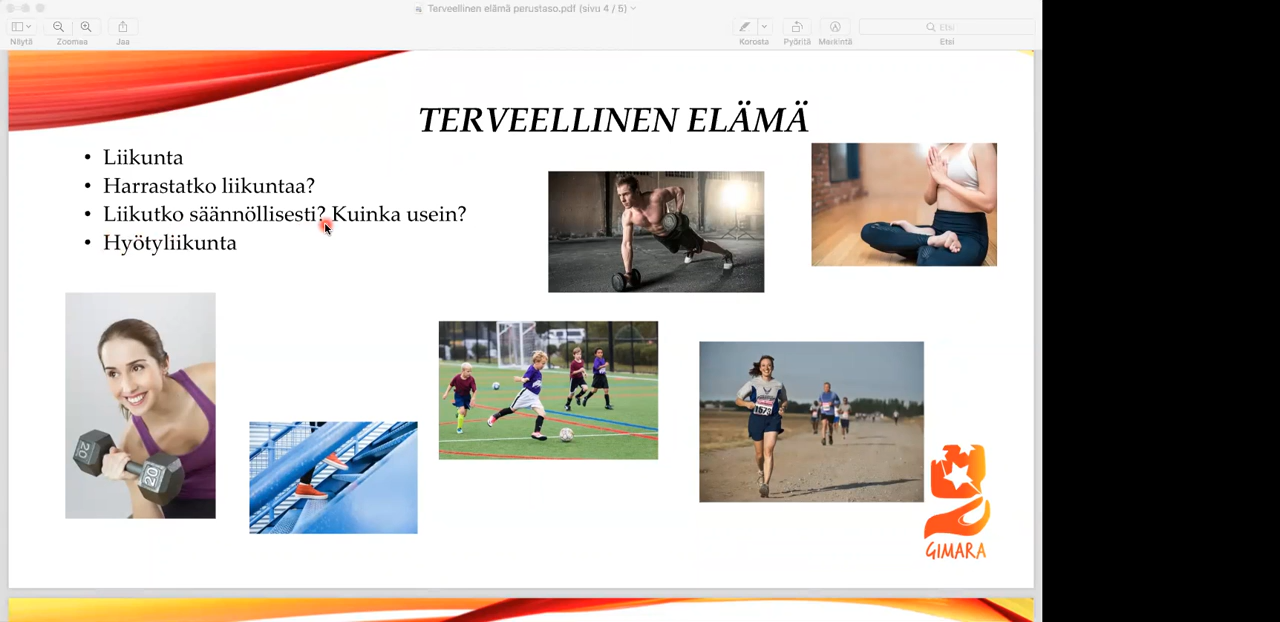 Terveellinen elämä perustaso.pdf (sivu 4 / 5)
Näytä
Zoomaa
Jaa
Korosta
Pyöritä
Merkintä
Etsi
Etsi
TERVEELLINEN ELÄMÄ
• Liikunta
• Harrastatko liikuntaa?
• Liikutko säännöllisesti? Kuinka usein?
• Hyötyliikunta
20
20
GIMARA